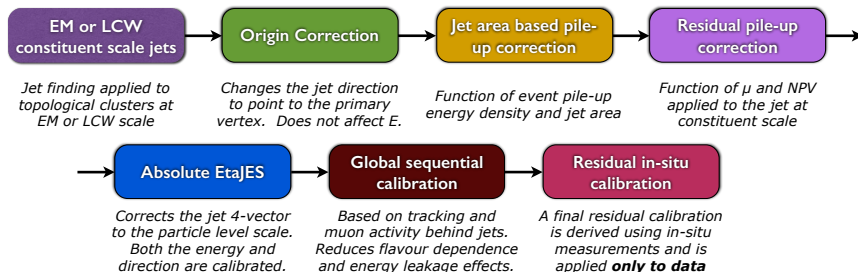 EM or LCW
constituent scale jets
Origin Correction
Jet area based pile-
up correction
Residual pile-up
correction
Jet finding applied to
topological clusters at
EM or LCW scale
Changes the jet direction
to point to the primary
vertex. Does not affect E.
Function of event pile-up
energy density and jet area
Function of µ and NPV
applied to the jet at
constituent scale
Absolute EtaJES
Global sequential
calibration
Residual in-situ
calibration
Corrects the jet 4-vector
to the particle level scale.
Both the energy and
direction are calibrated.
Based on tracking and
muon activity behind jets.
Reduces flavour dependence
and energy leakage effects.
A final residual calibration
is derived using in-situ
measurements and is
applied only to data